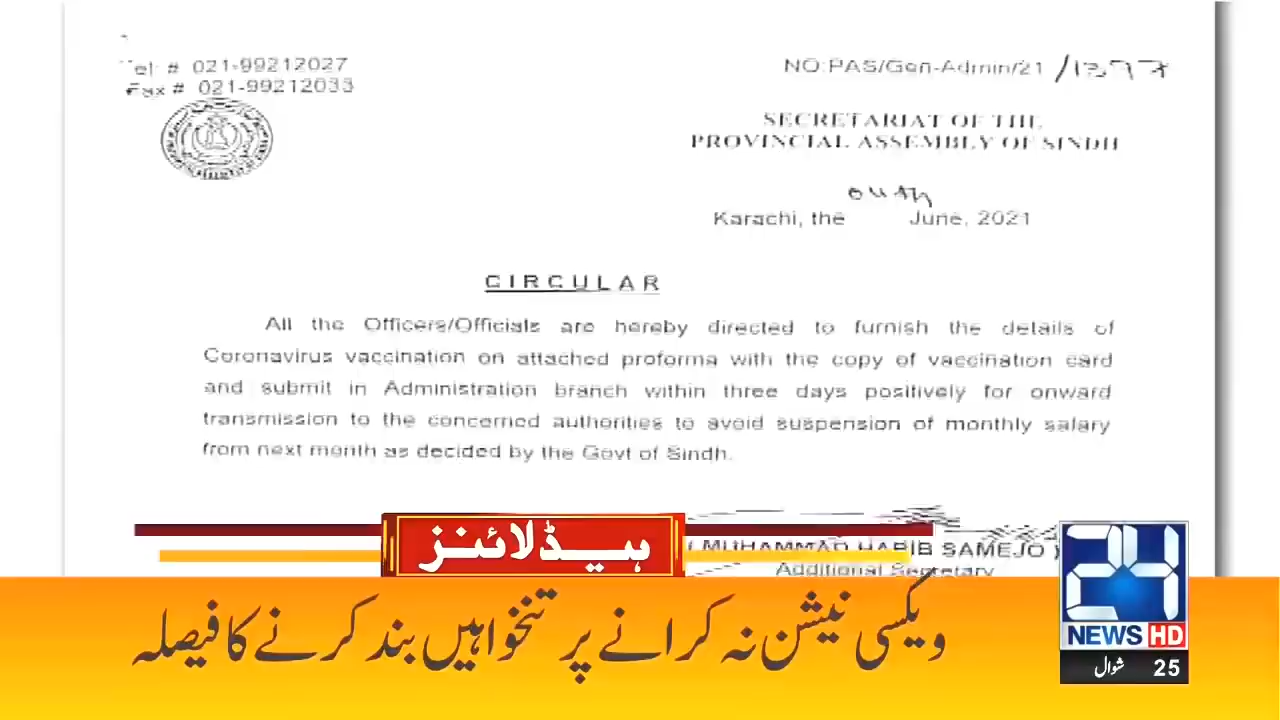 Tel: # 021-99212027
Fax # 021-99212033
NO:PAS/Gen-Admin/21
SECRETARIAT OF THE
PROVINCIAL ASSEMBLY OF SINDH
Karachi, the June, 2021
CIRCULAR
All the Officers/Officials are hereby directed to furnish the details of
Coronavirus vaccination on attached proforma with the copy of vaccination card
and submit in Administration branch within three days positively for onward
transmission to the concerned authorities to avoid suspension of monthly salary
from next month as decided by the Govt of Sindh.
MUHAMMAD HABIB SAMEJO )
Additional Secretary
ہیڈلائنز
ویکسی نیشن نہ کرانے پر تنخواہیں بند کرنے کا فیصلہ
24
NEWS HD
25 شوال